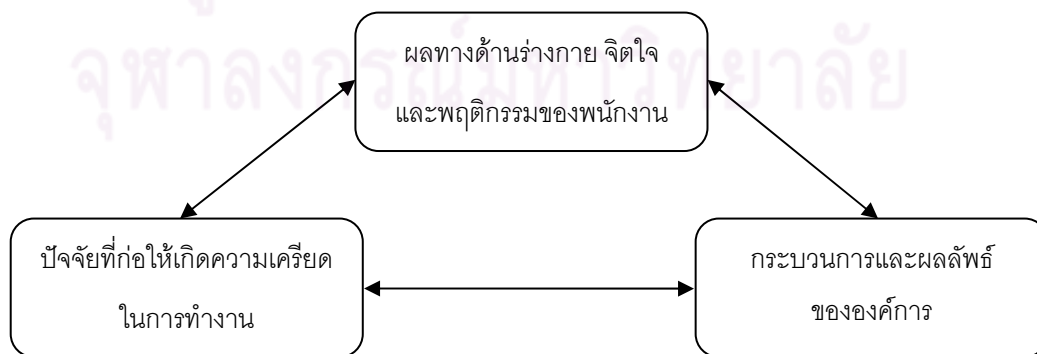 จุฬาลงกรณ์มหาวิทยาลัย
ผลทางด้านร่างกาย จิตใจ
และพฤติกรรมของพนักงาน
ปัจจัยที่ก่อให้เกิดความเครียด
ในการทำงาน
กระบวนการและผลลัพธ์
ขององค์การ